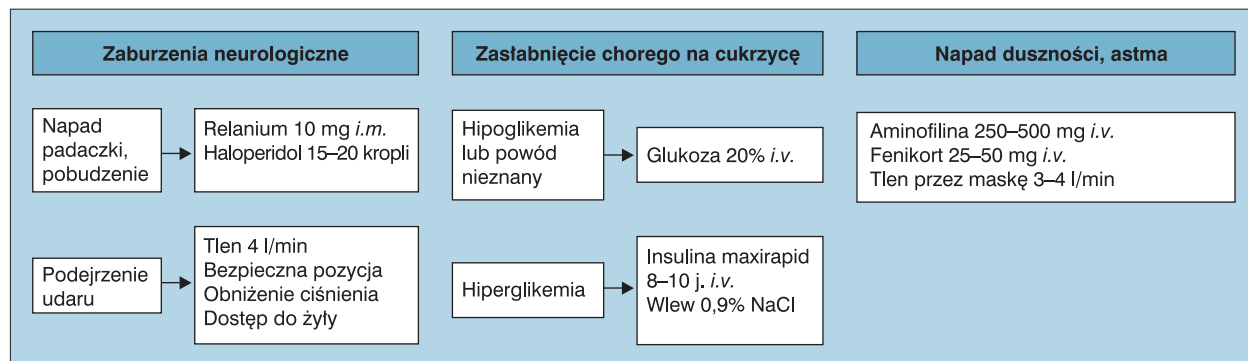 Zaburzenia neurologiczne
Napad
padaczki,
pobudzenie
Relanium 10 mg i.m.
Haloperidol 15–20 kropli
Podejrzenie
udaru
Tlen 4 l/min
Bezpieczna pozycja
Obniżenie ciśnienia
Dostęp do żyły
Zasłabnięcie chorego na cukrzycę
Hipoglikemia
lub powód
nieznany
Glukoza 20% i.v.
Hiperglikemia
Insulina maxirapid
8–10 j. i.v.
Wlew 0,9% NaCl
Napad duszności, astma
Aminofilina 250–500 mg i.v.
Fenikort 25–50 mg i.v.
Tlen przez maskę 3–4 l/min